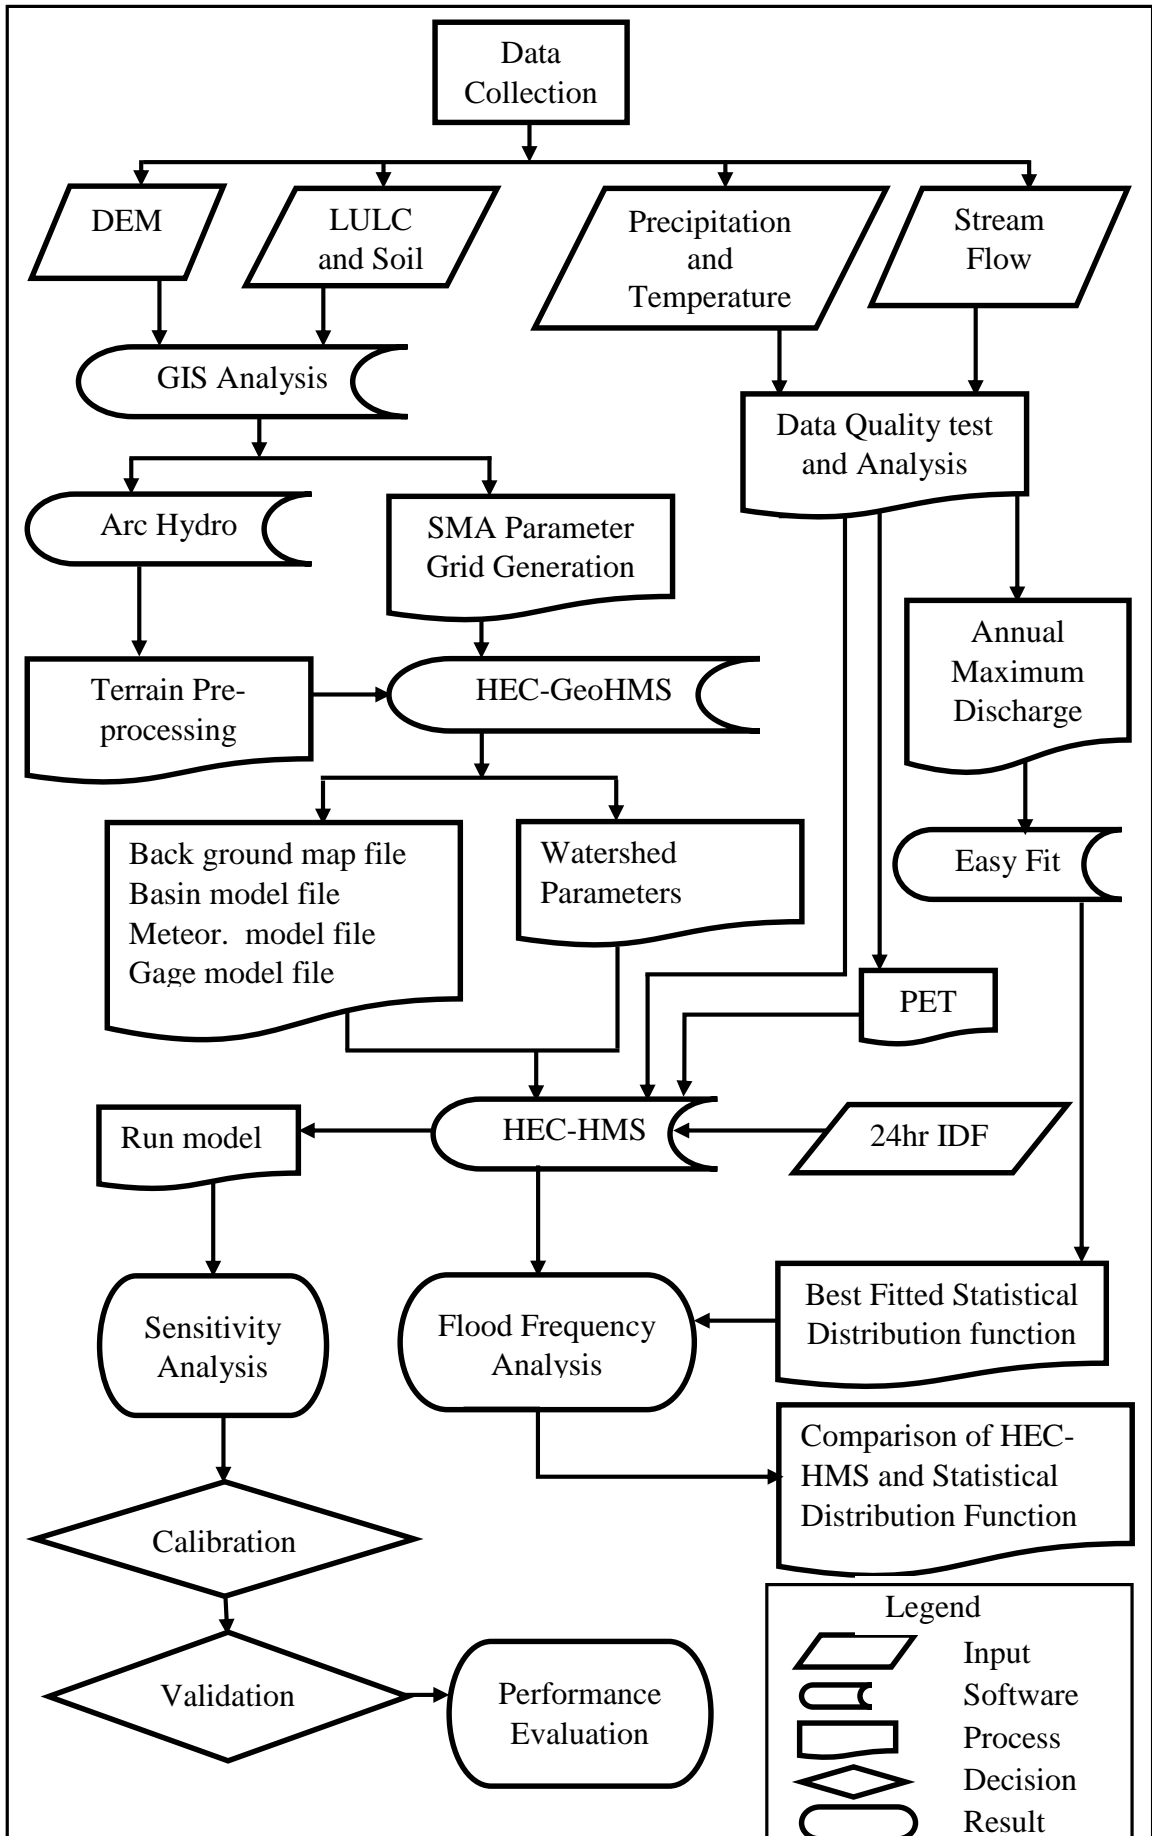 Data
Collection
DEM
LULC
and Soil
Precipitation
and
Temperature
Stream
Flow
GIS Analysis
Data Quality test
and Analysis
Arc Hydro
SMA Parameter
Grid Generation
Annual
Maximum
Discharge
Terrain Pre-
processing
HEC-GeoHMS
Back ground map file
Basin model file
Meteor. model file
Gage model file
Watershed
Parameters
Easy Fit
PET
Run model
HEC-HMS
24hr IDF
Sensitivity
Analysis
Flood Frequency
Analysis
Best Fitted Statistical
Distribution function
Comparison of HEC-
HMS and Statistical
Distribution Function
Calibration
Validation
Performance
Evaluation
Legend
Input
Software
Process
Decision
Result